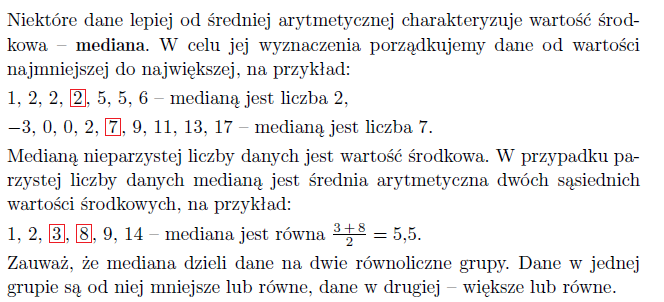 Niektóre dane lepiej od średniej arytmetycznej charakteryzuje wartość środ-
kowa – mediana. W celu jej wyznaczenia porządkujemy dane od wartości
najmniejszej do największej, na przykład:
1, 2, 2, 2, 5, 5, 6 – medianą jest liczba 2,
−3, 0, 0, 2, 7, 9, 11, 13, 17 – medianą jest liczba 7.
Medianą nieparzystej liczby danych jest wartość środkowa. W przypadku pa-
rzystej liczby danych medianą jest średnia arytmetyczna dwóch sąsiednich
wartości środkowych, na przykład:
1, 2, 3, 8, 9, 14 – mediana jest równa \frac{3+8}{2} = 5,5.
Zauważ, że mediana dzieli dane na dwie równoliczne grupy. Dane w jednej
grupie są od niej mniejsze lub równe, dane w drugiej – większe lub równe.